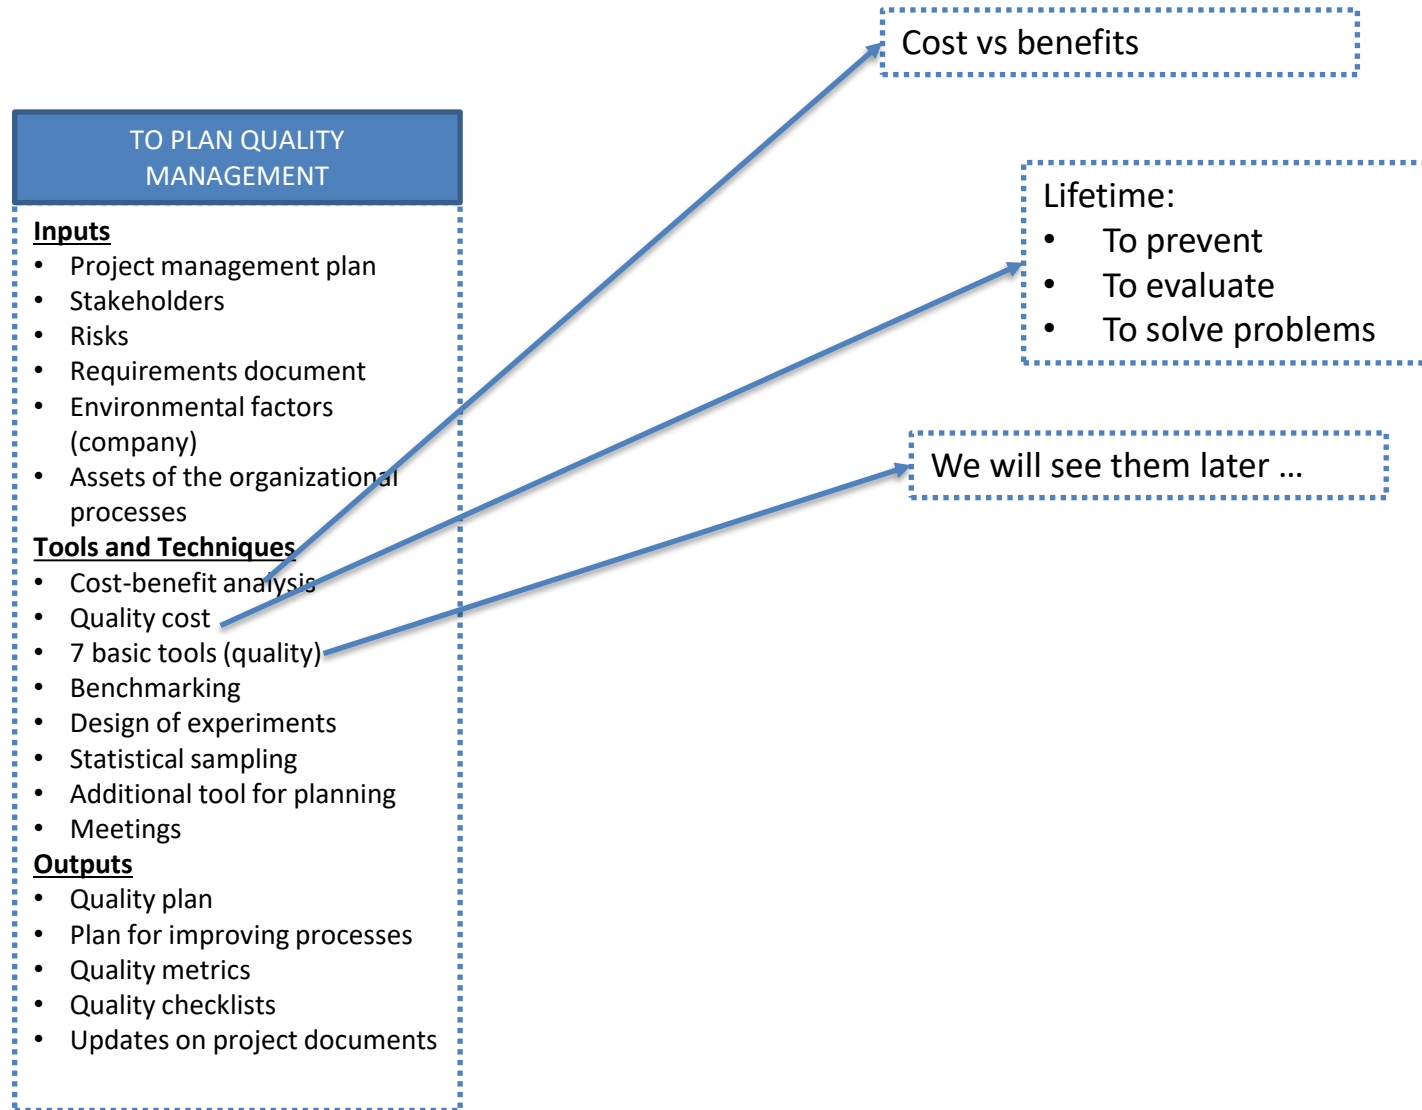 TO PLAN QUALITY
MANAGEMENT
Inputs
• Project management plan
• Stakeholders
• Risks
• Requirements document
• Environmental factors
(company)
• Assets of the organizational
processes
Tools and Techniques
• Cost-benefit analysis
• Quality cost
• 7 basic tools (quality)
• Benchmarking
• Design of experiments
• Statistical sampling
• Additional tool for planning
• Meetings
Outputs
• Quality plan
• Plan for improving processes
• Quality metrics
• Quality checklists
• Updates on project documents
Cost vs benefits
Lifetime:
• To prevent
• To evaluate
• To solve problems
We will see them later …